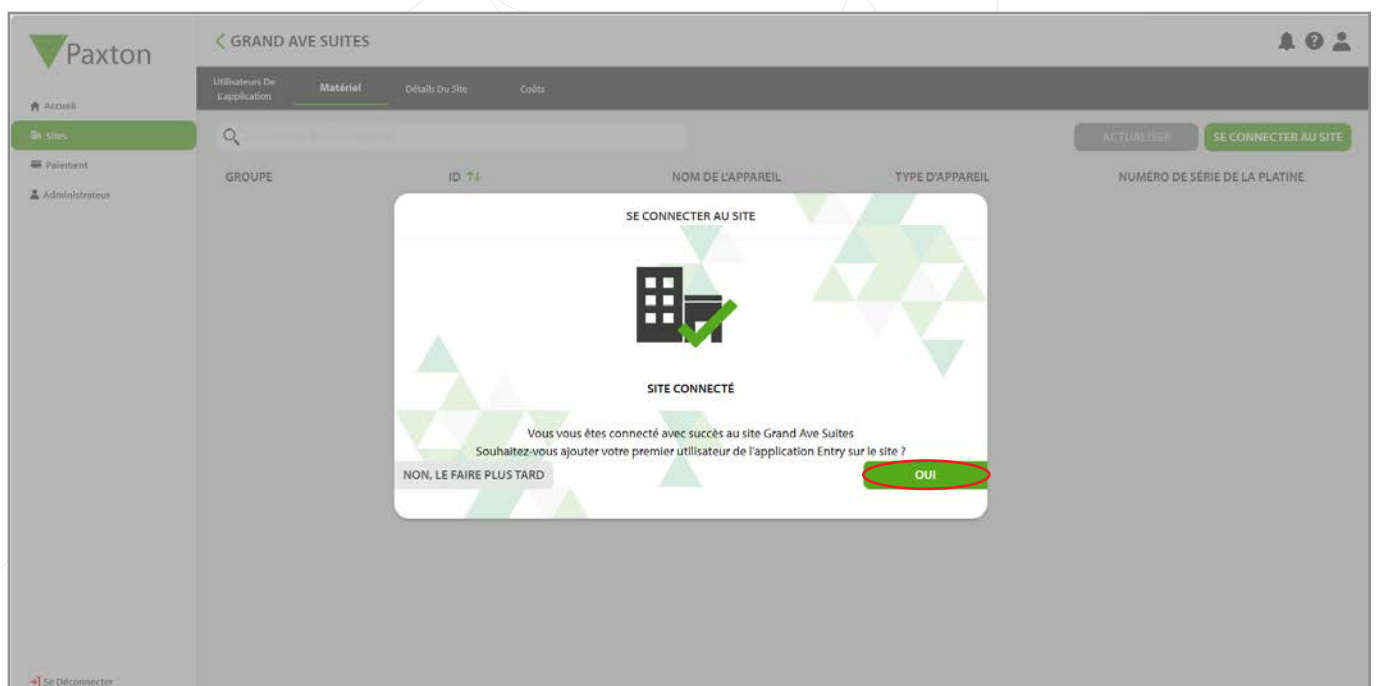 Paxton
GRAND AVE SUITES
Utilisateurs De
L'application
Matériel
Détails Du Site
Coûts
Accueil
Sites
Paiement
Administrateur
ACTUALISER
SE CONNECTER AU SITE
GROUPE
ID
NOM DE L'APPAREIL
TYPE D'APPAREIL
NUMÉRO DE SÉRIE DE LA PLATINE
SE CONNECTER AU SITE
SITE CONNECTÉ
Vous vous êtes connecté avec succès au site Grand Ave Suites
Souhaitez-vous ajouter votre premier utilisateur de l'application Entry sur le site ?
NON, LE FAIRE PLUS TARD
OUI
Se Déconnecter